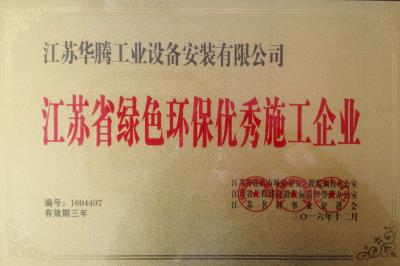 江苏华腾工业设备安装有限公司
江苏省绿色环保优秀施工企业
编号：1604497
有效期三年
二〇一六年十二月